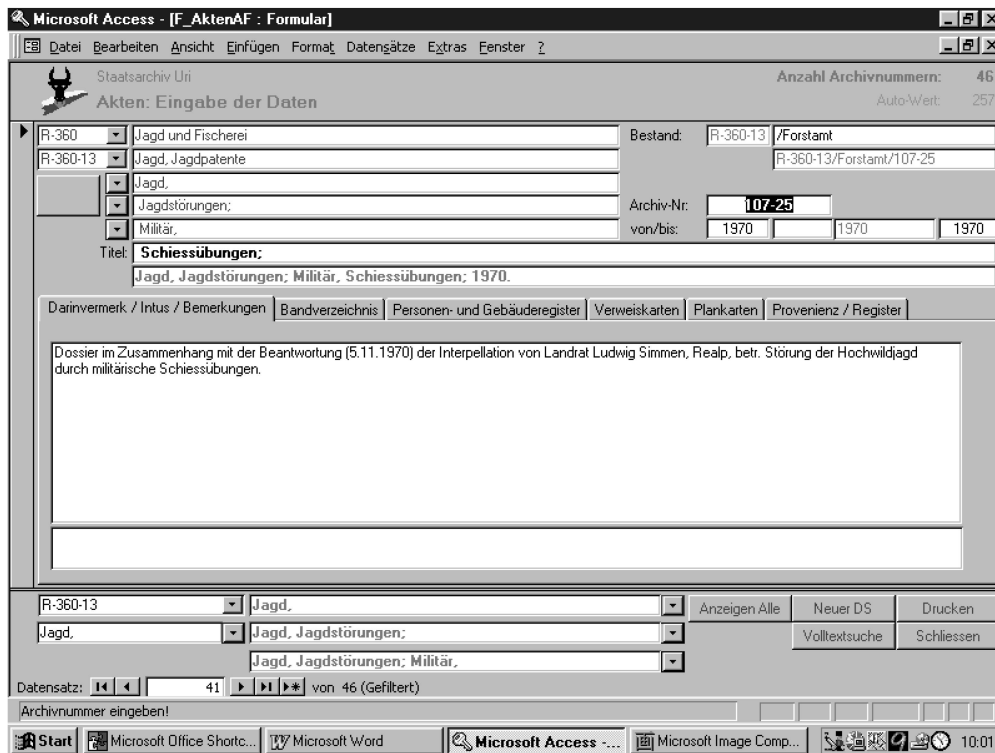 Microsoft Access - [F_AktenAF : Formular]
Datei Bearbeiten Ansicht Einfügen Format Datensätze Extras Fenster ?
Staatsarchiv Uri
Anzahl Archivnummern: 46
Akten: Eingabe der Daten
Auto-Wert: 257
R-360 Jagd und Fischerei Bestand: R-360-13 /Forstamt
R-360-13 Jagd, Jagdpatente R-360-13/Forstamt/107-25
Jagd,
Jagdstörungen; Archiv-Nr: 107-25
Militär, von/bis: 1970 1970 1970
Titel: Schiessübungen;
Jagd, Jagdstörungen; Militär, Schiessübungen; 1970.
Darinvermerk / Intus / Bemerkungen Bandverzeichnis Personen- und Gebäuderegister Verweiskarten Plankarten Provenienz / Register
Dossier im Zusammenhang mit der Beantwortung (5.11.1970) der Interpellation von Landrat Ludwig Simmen, Realp, betr. Störung der Hochwildjagd
durch militärische Schiessübungen.
R-360-13 Jagd, Anzeigen Alle Neuer DS Drucken
Jagd, Jagd, Jagdstörungen; Volltextsuche Schliessen
Jagd, Jagdstörungen; Militär,
Datensatz: 41 von 46 (Gefiltert)
Archivnummer eingeben!
Start Microsoft Office Shortc... Microsoft Word Microsoft Access -... Microsoft Image Comp... 10:01